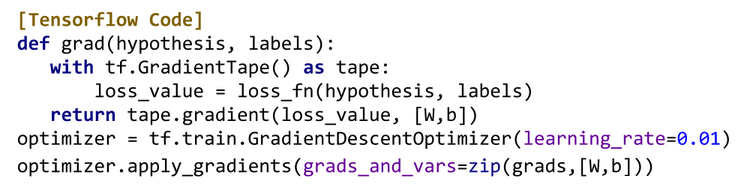 [Tensorflow Code]
def grad(hypothesis, labels):
    with tf.GradientTape() as tape:
        loss_value = loss_fn(hypothesis, labels)
    return tape.gradient(loss_value, [W,b])
optimizer = tf.train.GradientDescentOptimizer(learning_rate=0.01)
optimizer.apply_gradients(grads_and_vars=zip(grads,[W,b]))